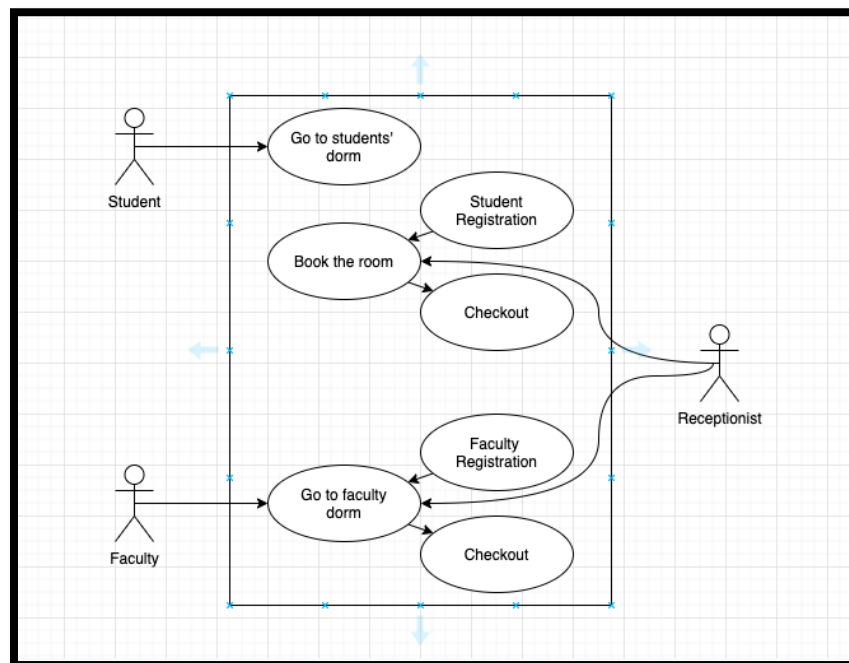 Go to students'
dorm
Student
Student
Registration
Book the room
Checkout
Receptionist
Faculty
Registration
Go to faculty
dorm
Checkout
Faculty